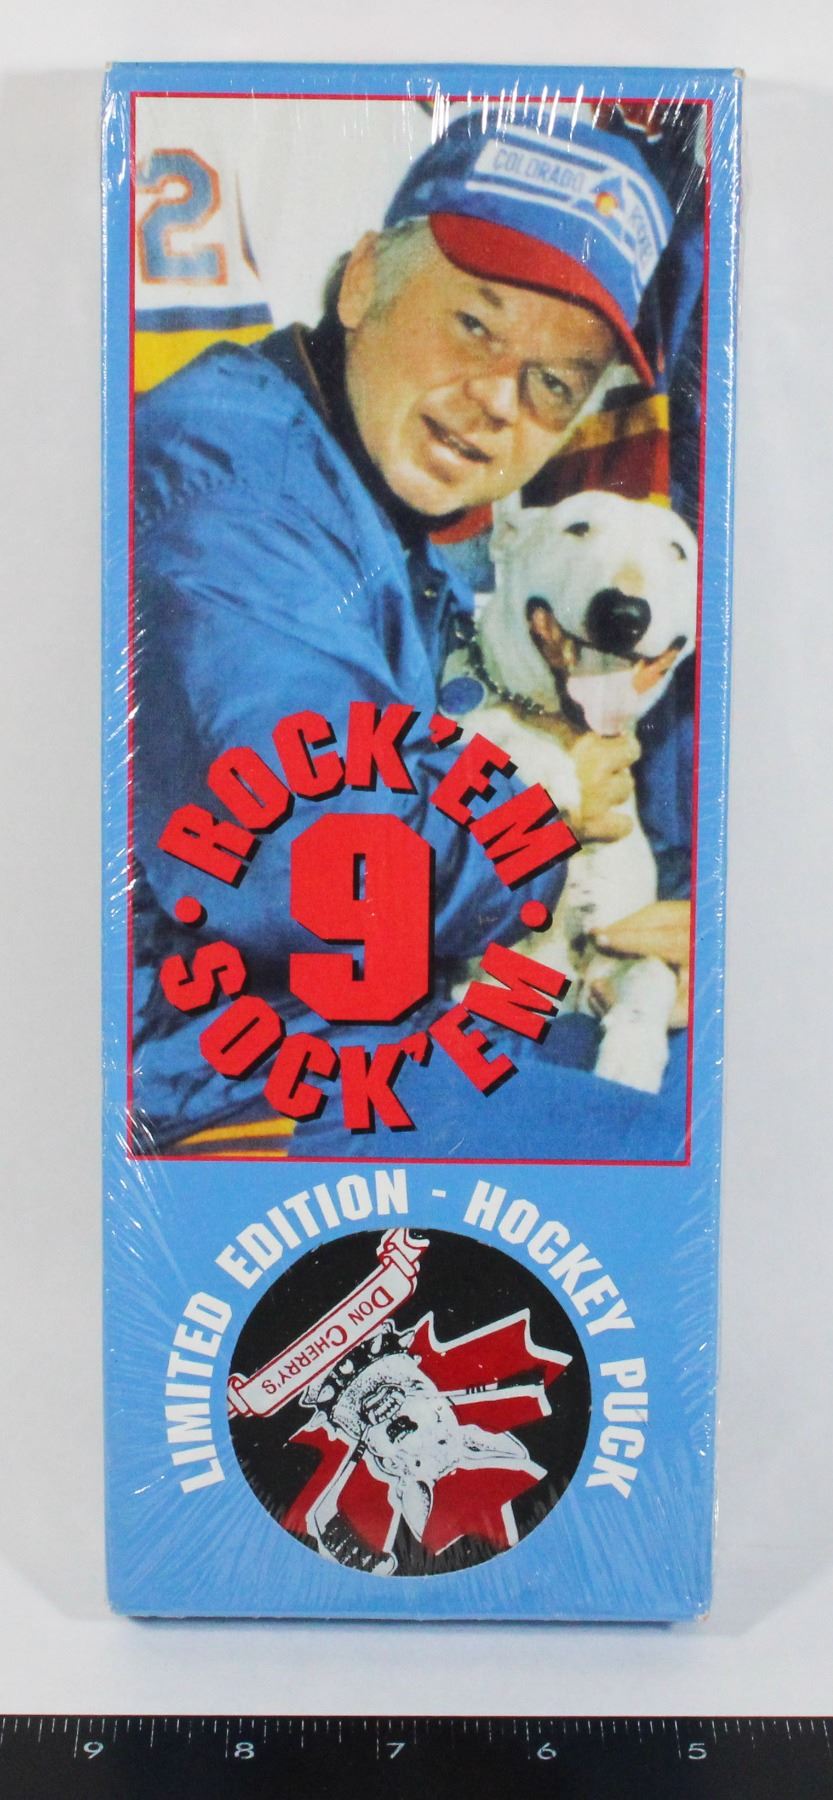 2
COLORADO
ROCK'EM
9
SOCK'EM
LIMITED EDITION - HOCKEY PUCK
DON CHERRY'S
9 8 7 6 5